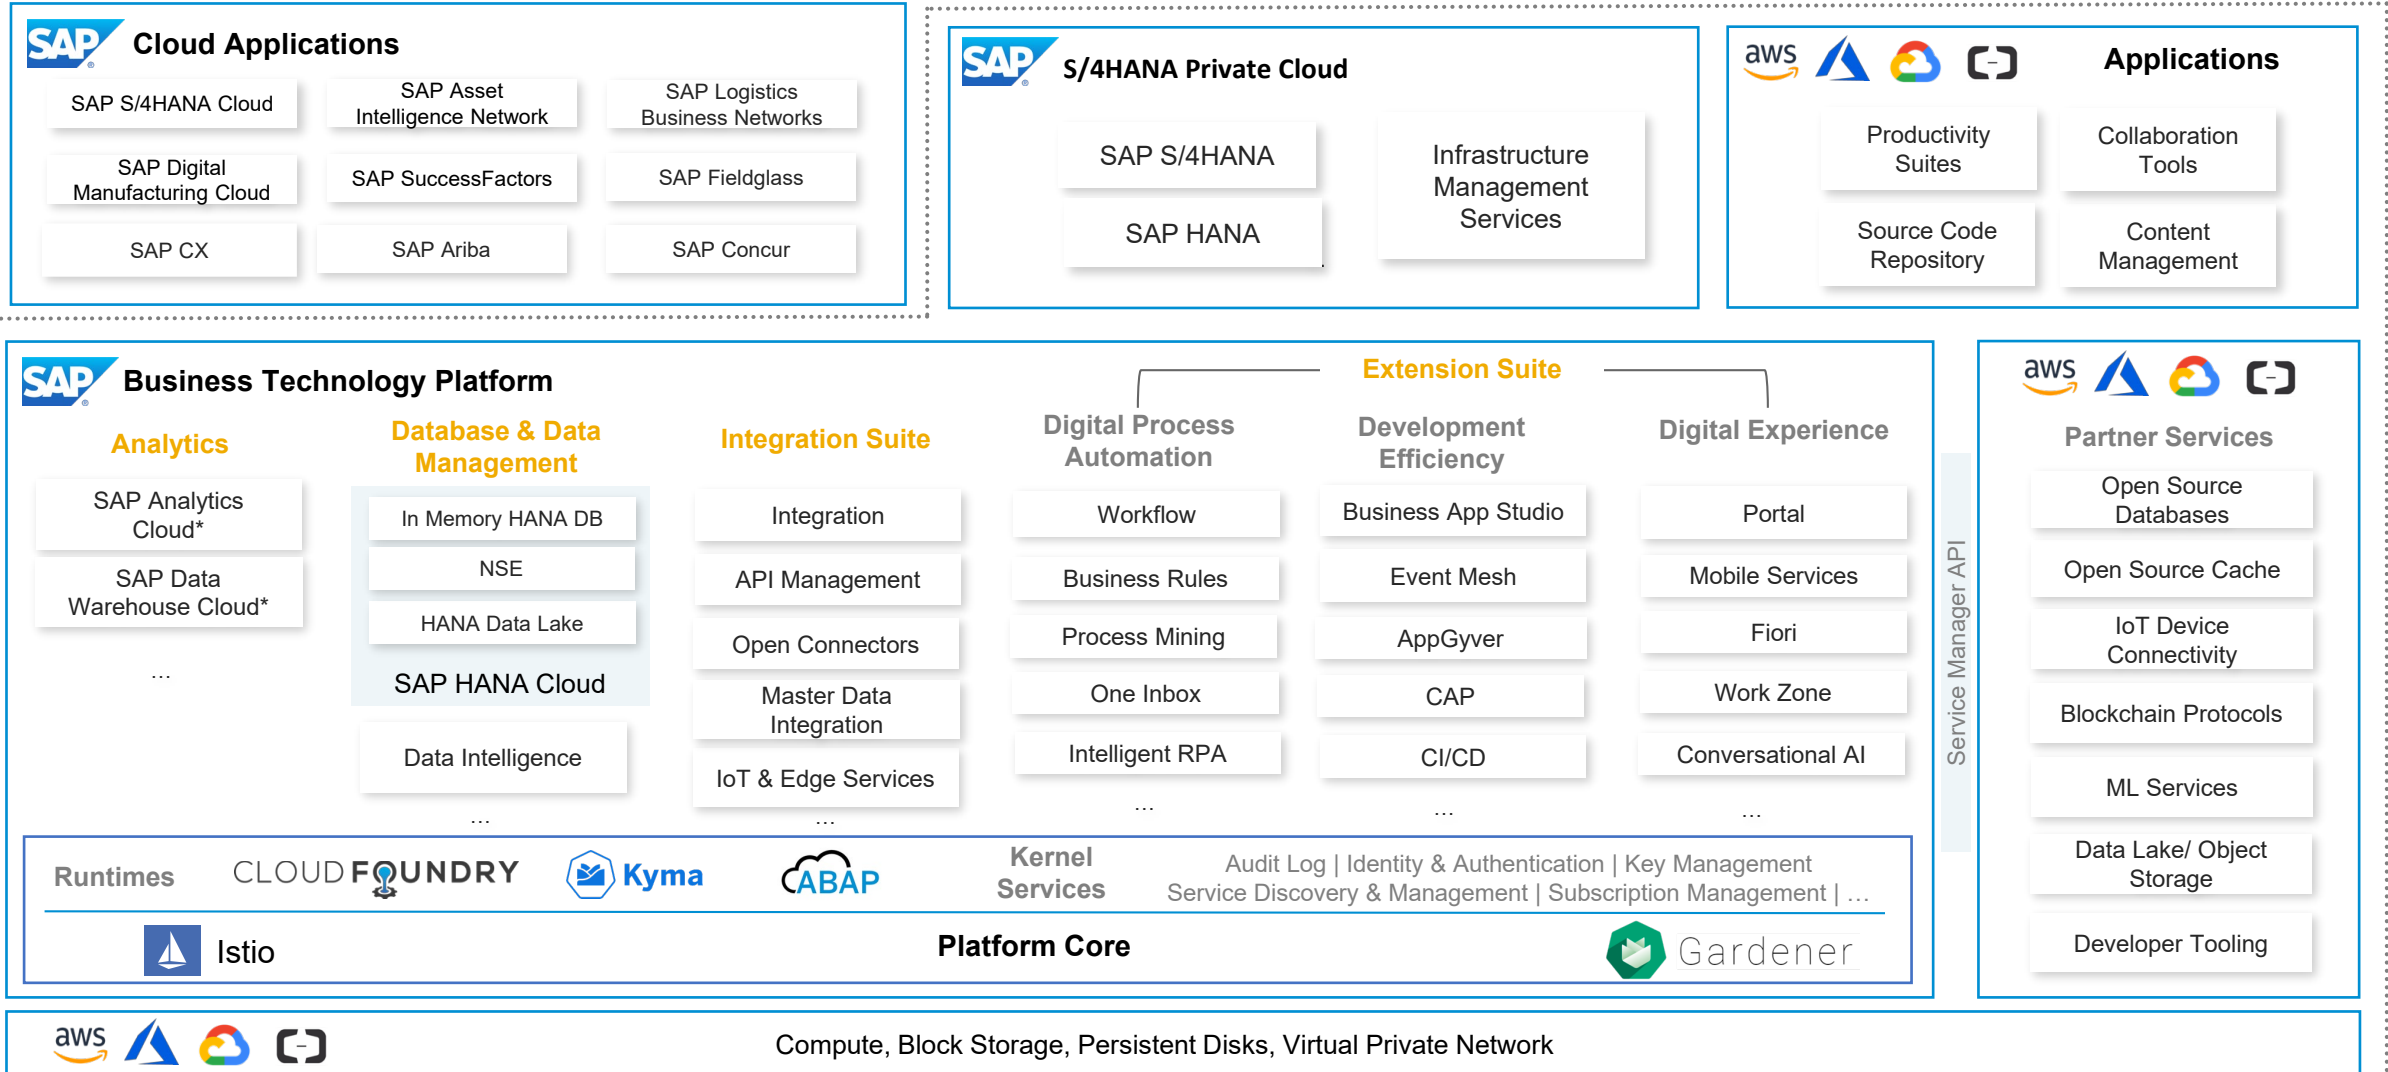 SAP ®
Cloud Applications
SAP S/4HANA Cloud
SAP Asset
Intelligence Network
SAP Logistics
Business Networks
SAP Digital
Manufacturing Cloud
SAP SuccessFactors
SAP Fieldglass
SAP CX
SAP Ariba
SAP Concur
SAP ®
S/4HANA Private Cloud
SAP S/4HANA
SAP HANA
.
Infrastructure
Management
Services
aws
Applications
Productivity
Suites
Collaboration
Tools
Source Code
Repository
Content
Management
SAP ®
Business Technology Platform
Extension Suite
Analytics
SAP Analytics
Cloud*
SAP Data
Warehouse Cloud*
...
Database & Data
Management
In Memory HANA DB
NSE
HANA Data Lake
SAP HANA Cloud
Data Intelligence
...
Integration Suite
Integration
API Management
Open Connectors
Master Data
Integration
IoT & Edge Services
...
Digital Process
Automation
Workflow
Business Rules
Process Mining
One Inbox
Intelligent RPA
...
Development
Efficiency
Business App Studio
Event Mesh
AppGyver
CAP
CI/CD
...
Digital Experience
Portal
Mobile Services
Fiori
Work Zone
Conversational AI
...
Service Manager API
aws
Partner Services
Open Source
Databases
Open Source Cache
IoT Device
Connectivity
Blockchain Protocols
ML Services
Data Lake/ Object
Storage
Developer Tooling
Runtimes
CLOUD FOUNDRY
Kyma
ABAP
Kernel
Services
Audit Log | Identity & Authentication | Key Management
Service Discovery & Management | Subscription Management | ...
Istio
Platform Core
Gardener
aws
Compute, Block Storage, Persistent Disks, Virtual Private Network